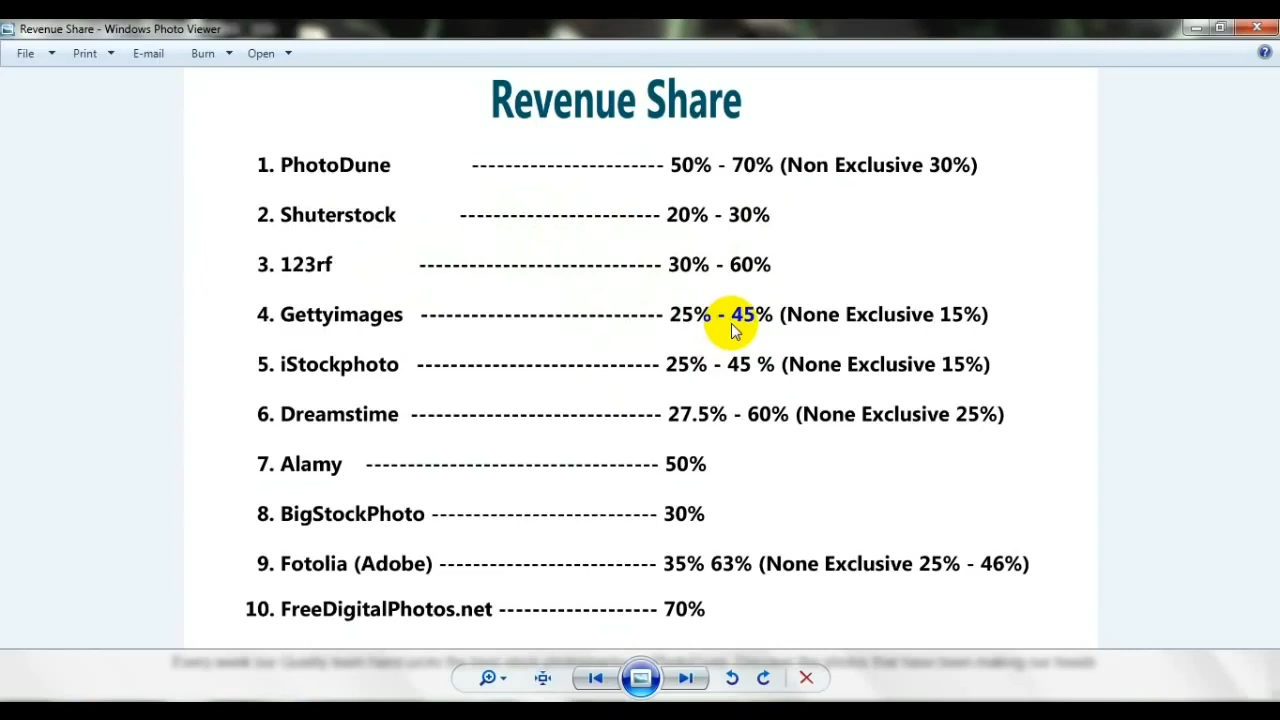 Revenue Share - Windows Photo Viewer
File Print E-mail Burn Open
Revenue Share
1. PhotoDune ----------------------- 50% - 70% (Non Exclusive 30%)
2. Shuterstock ------------------------ 20% - 30%
3. 123rf ----------------------------- 30% - 60%
4. Gettyimages ----------------------------- 25% - 45% (None Exclusive 15%)
5. iStockphoto ----------------------------- 25% - 45 % (None Exclusive 15%)
6. Dreamstime ------------------------------ 27.5% - 60% (None Exclusive 25%)
7. Alamy ----------------------------------- 50%
8. BigStockPhoto --------------------------- 30%
9. Fotolia (Adobe) -------------------------- 35% 63% (None Exclusive 25% - 46%)
10. FreeDigitalPhotos.net ------------------- 70%